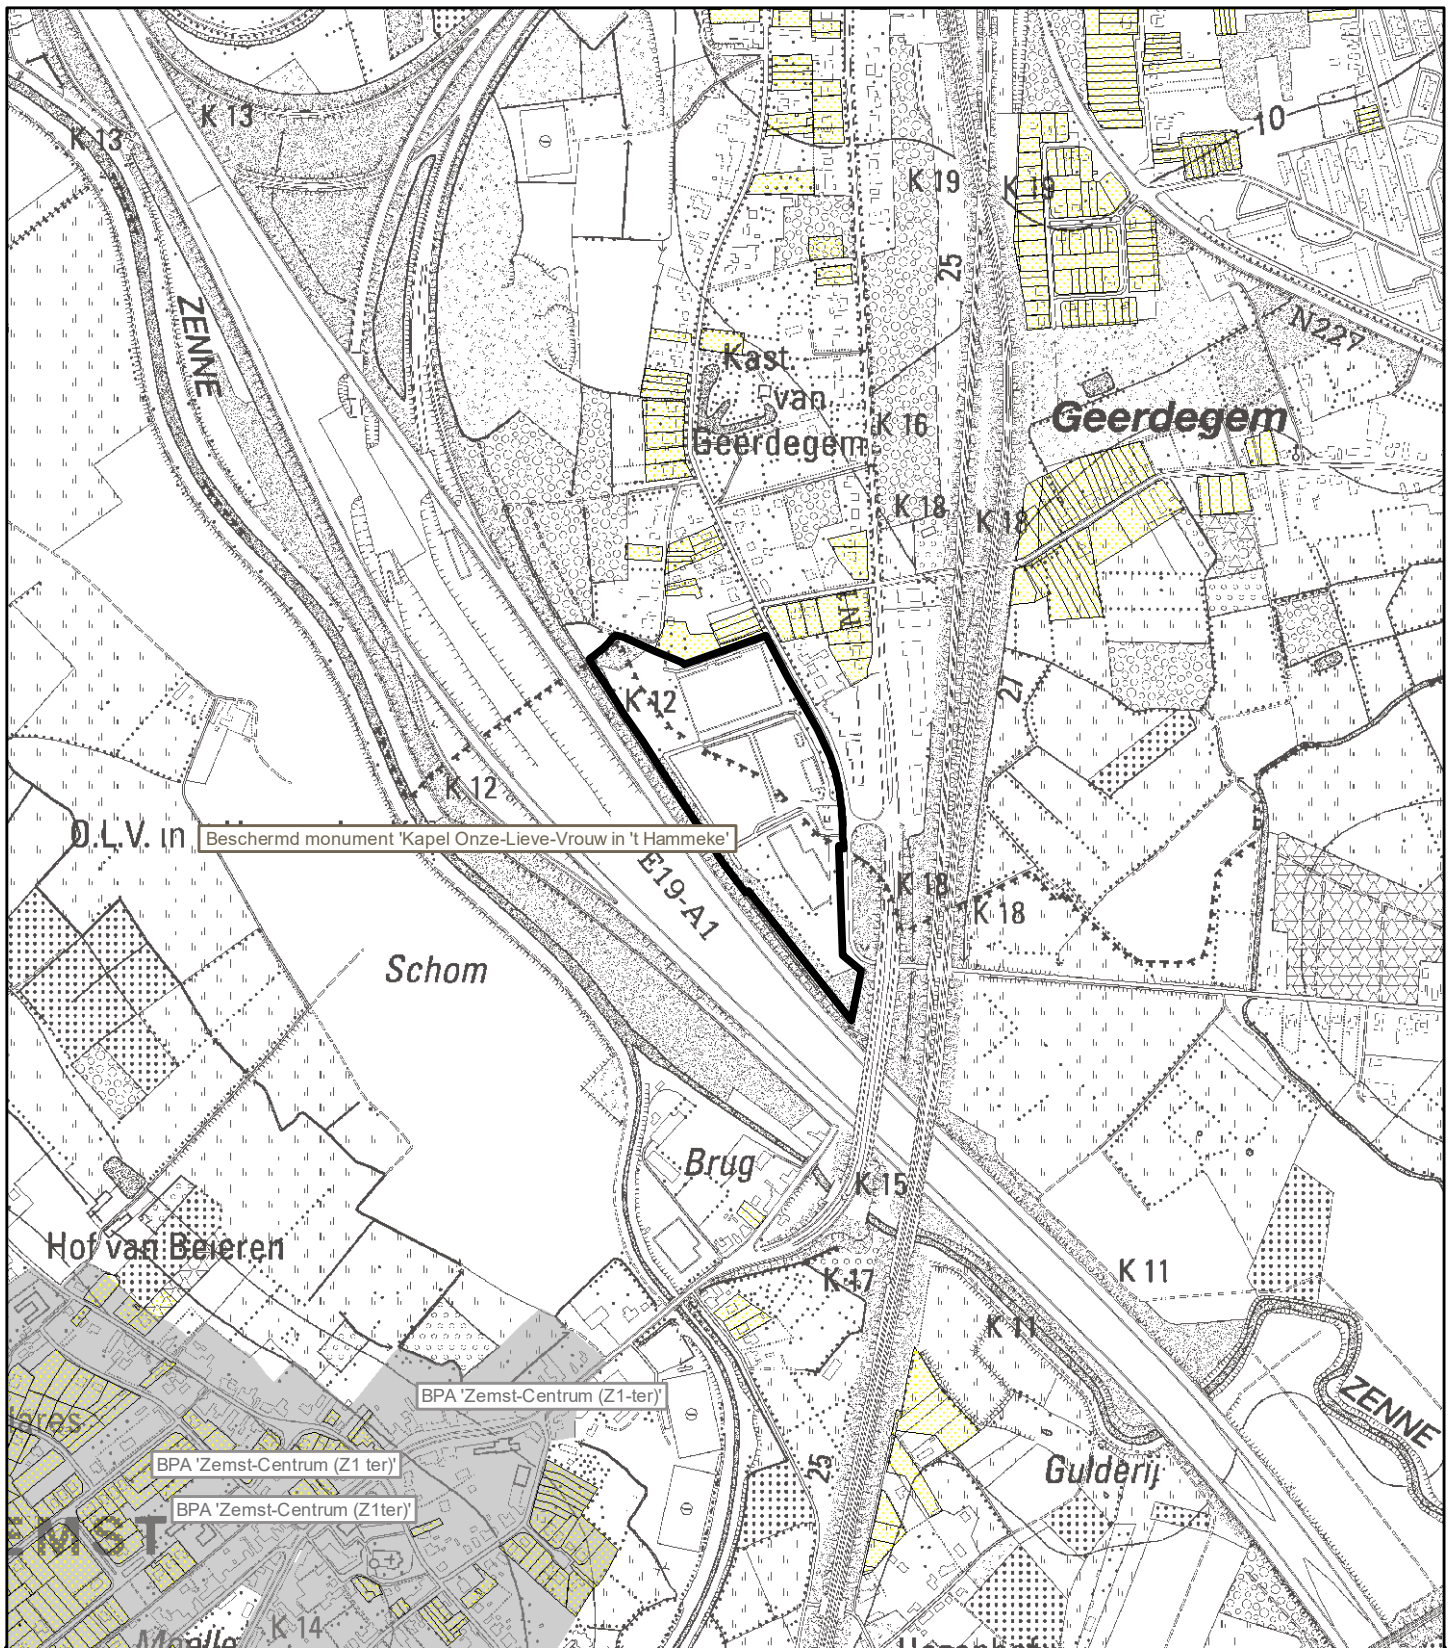 K 13
K 13
10
K 19
K 19
25
ZENNE
N227
Kast
van
Geerdegem
K 16
Geerdegem
K 18
K 18
N1
K 12
27
K 12
O.L.V. in
Beschermd monument 'Kapel Onze-Lieve-Vrouw in 't Hammeke'
E19-A1
K 18
K 18
Schom
Brug
K 15
Hof van Beieren
K 17
K 11
K 11
BPA 'Zemst-Centrum (Z1-ter)'
ZENNE
BPA 'Zemst-Centrum (Z1 ter)'
25
Gulderij
BPA 'Zemst-Centrum (Z1ter)'
EMST
K 14